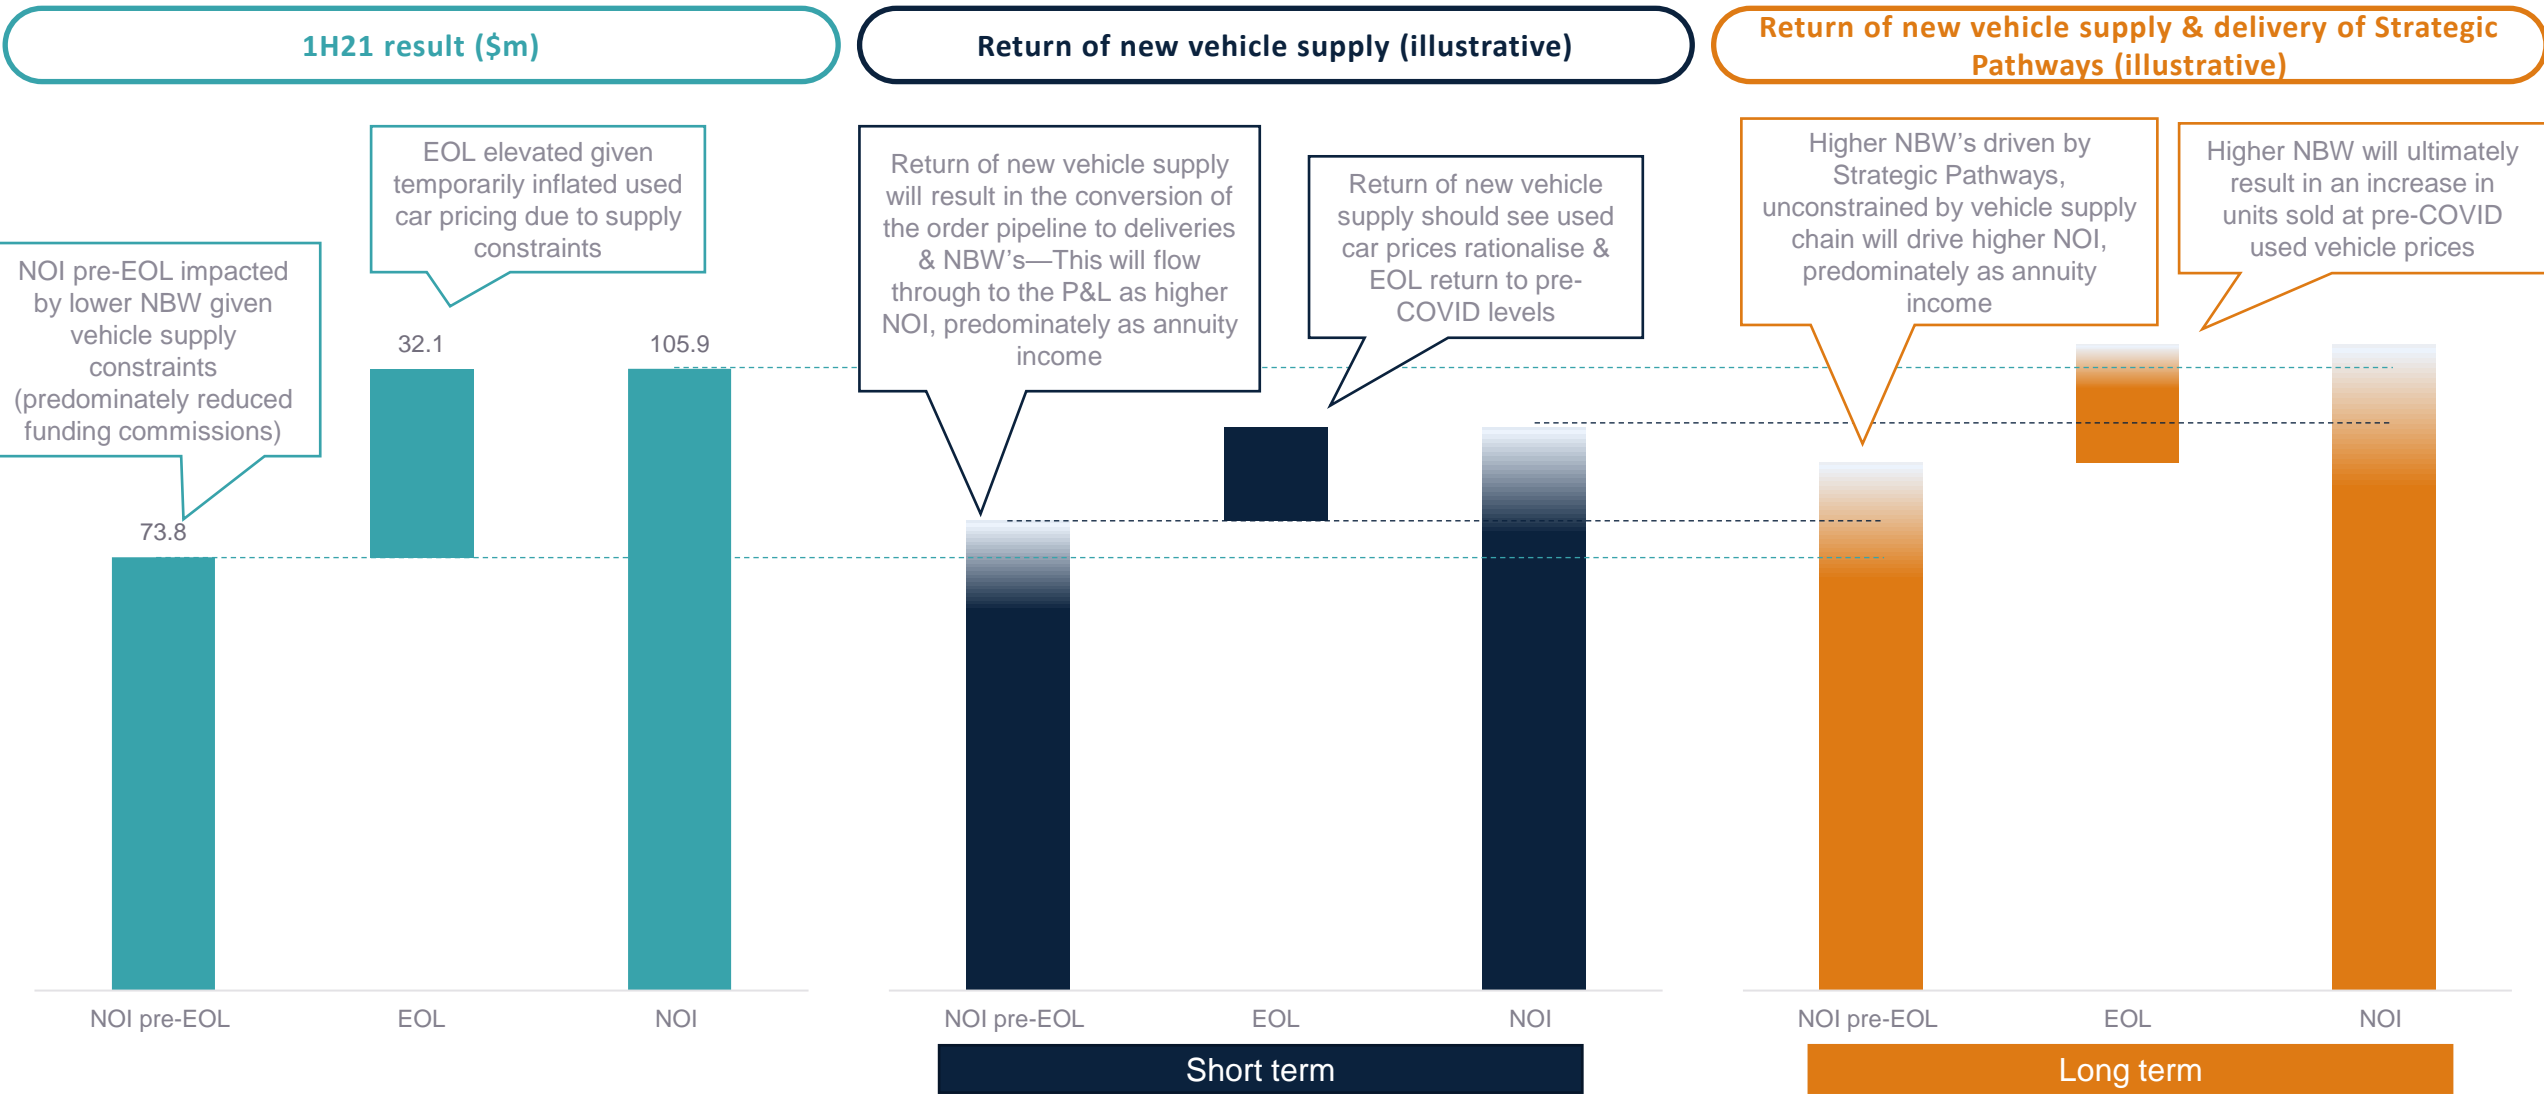 1H21 result ($m)
NOI pre-EOL impacted
by lower NBW given
vehicle supply
constraints
(predominately reduced
funding commissions)
EOL elevated given
temporarily inflated used
car pricing due to supply
constraints
73.8
32.1
105.9
NOI pre-EOL
EOL
NOI
Return of new vehicle supply (illustrative)
Return of new vehicle supply
will result in the conversion of
the order pipeline to deliveries
& NBW’s—This will flow
through to the P&L as higher
NOI, predominately as annuity
income
Return of new vehicle
supply should see used
car prices rationalise &
EOL return to pre-
COVID levels
NOI pre-EOL
EOL
NOI
Short term
Return of new vehicle supply & delivery of Strategic
Pathways (illustrative)
Higher NBW’s driven by
Strategic Pathways,
unconstrained by vehicle supply
chain will drive higher NOI,
predominately as annuity
income
Higher NBW will ultimately
result in an increase in
units sold at pre-COVID
used vehicle prices
NOI pre-EOL
EOL
NOI
Long term